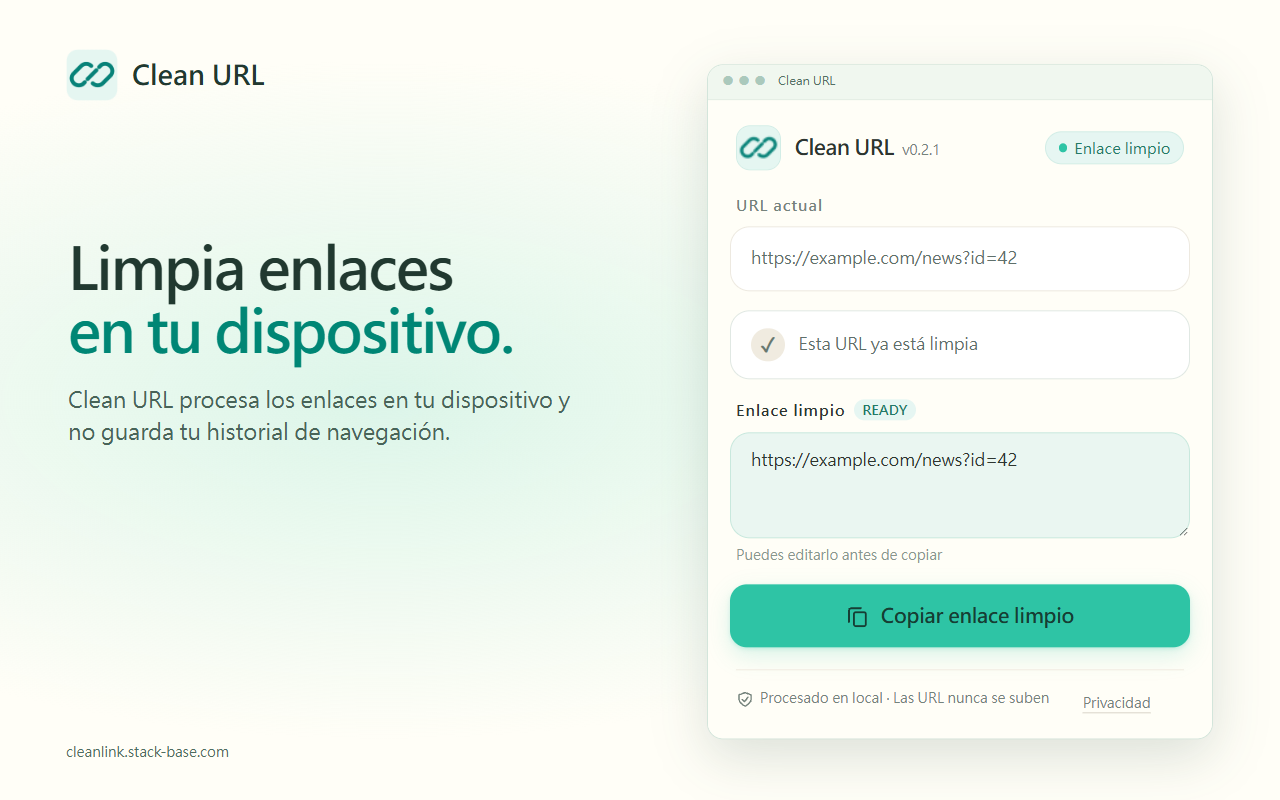 Clean URL
Limpia enlaces
en tu dispositivo.
Clean URL procesa los enlaces en tu dispositivo y
no guarda tu historial de navegación.
cleanlink.stack-base.com
Clean URL
Clean URL v0.2.1
Enlace limpio
URL actual
https://example.com/news?id=42
Esta URL ya está limpia
Enlace limpio READY
https://example.com/news?id=42
Puedes editarlo antes de copiar
Copiar enlace limpio
Procesado en local · Las URL nunca se suben
Privacidad